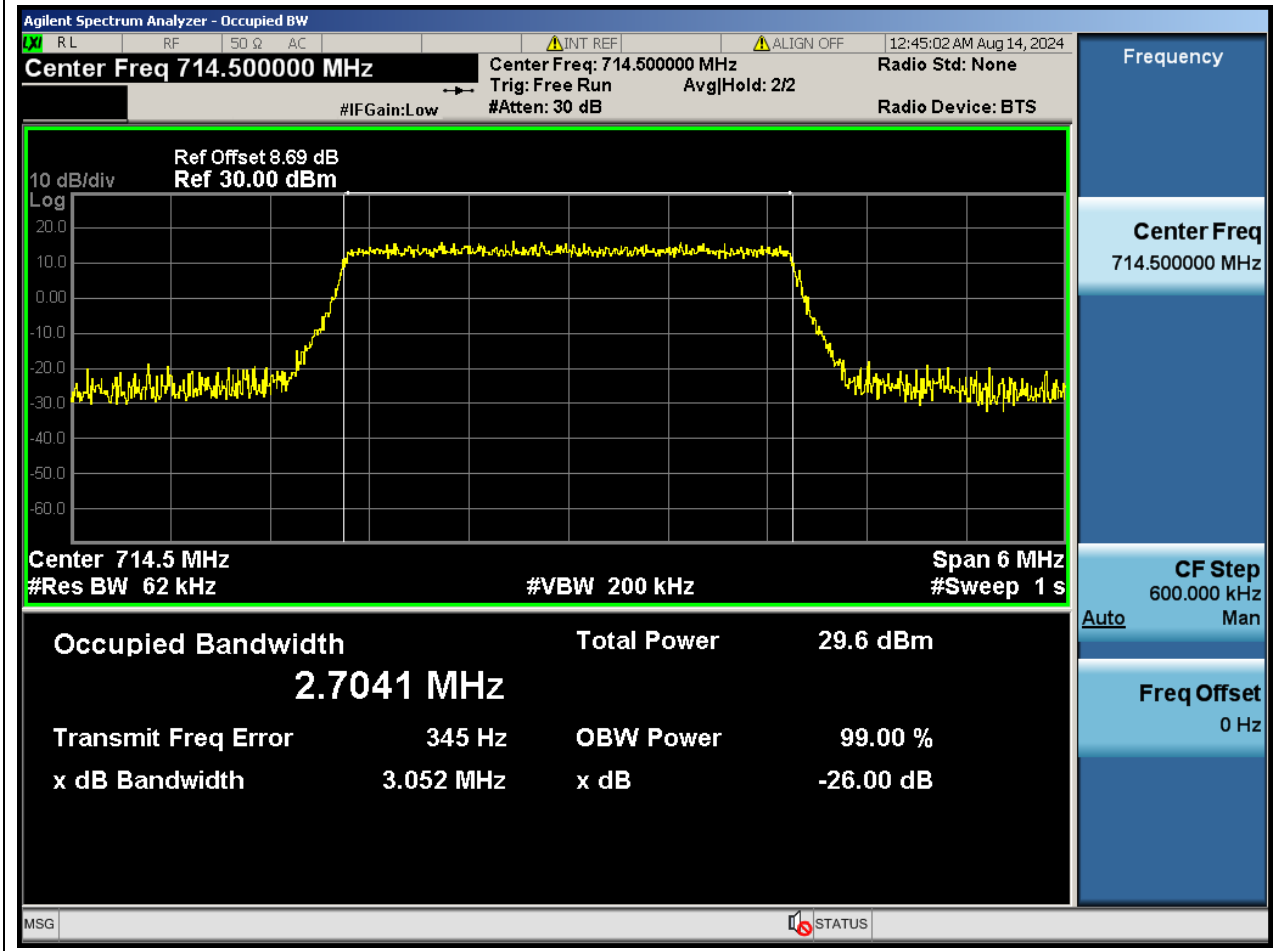 Agilent Spectrum Analyzer - Occupied BW
LXI RL RF 50 Ω AC INT REF ALIGN OFF 12:45:02 AM Aug 14, 2024
Center Freq 714.500000 MHz
Center Freq: 714.500000 MHz Radio Std: None
Trig: Free Run Avg|Hold: 2/2
#IFGain:Low #Atten: 30 dB Radio Device: BTS
Ref Offset 8.69 dB
10 dB/div Ref 30.00 dBm
Log
20.0
10.0
0.00
-10.0
-20.0
-30.0
-40.0
-50.0
-60.0
Center 714.5 MHz Span 6 MHz
#Res BW 62 kHz #VBW 200 kHz #Sweep 1 s
Occupied Bandwidth Total Power 29.6 dBm
2.7041 MHz
Transmit Freq Error 345 Hz OBW Power 99.00 %
x dB Bandwidth 3.052 MHz x dB -26.00 dB
MSG STATUS
Frequency
Center Freq
714.500000 MHz
CF Step
600.000 kHz
Auto Man
Freq Offset
0 Hz